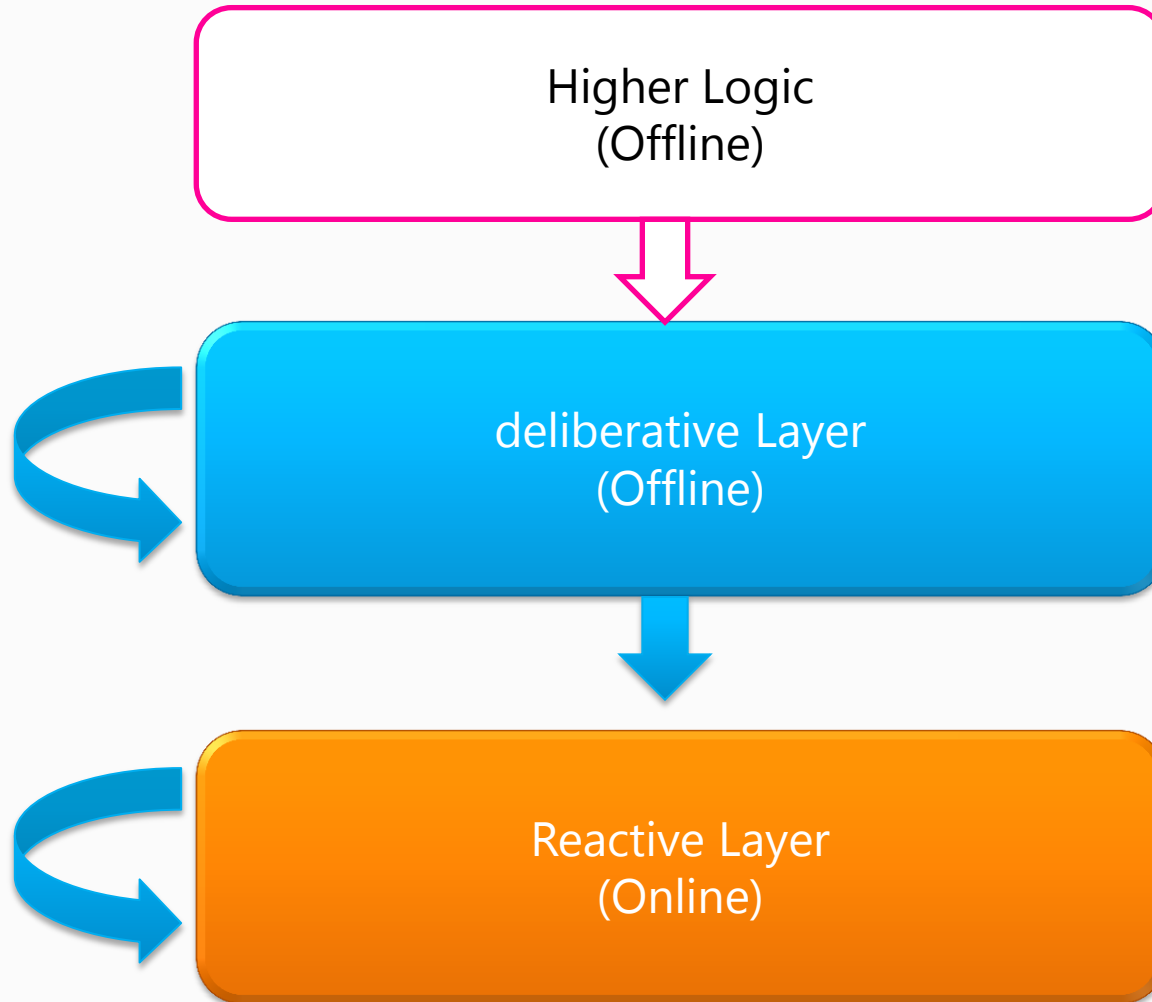 Higher Logic
(Offline)
deliberative Layer
(Offline)
Reactive Layer
(Online)